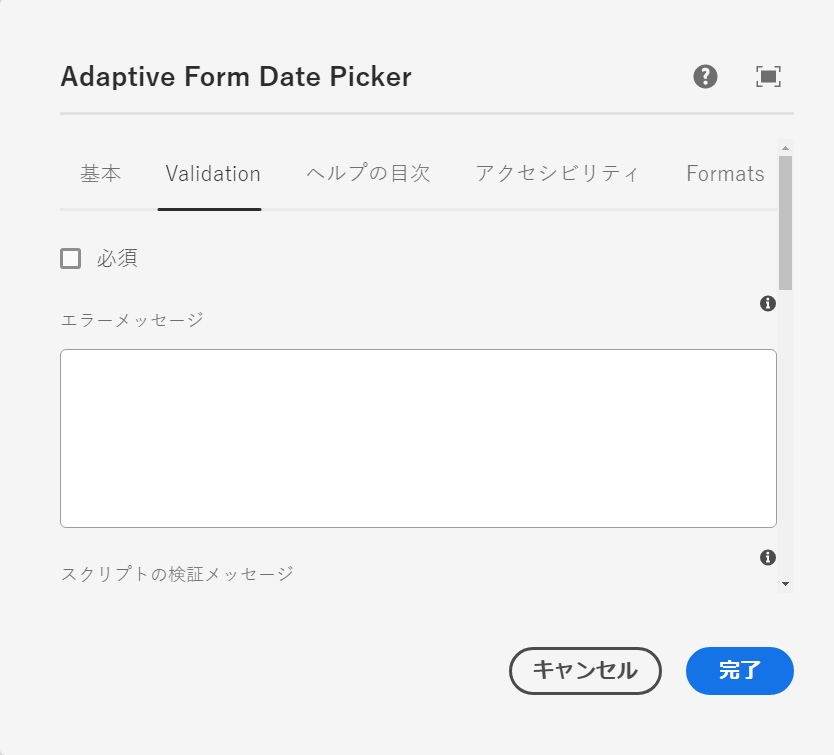 Adaptive Form Date Picker
基本 Validation ヘルプの目次 アクセシビリティ Formats
必須
エラーメッセージ
スクリプトの検証メッセージ
キャンセル 完了